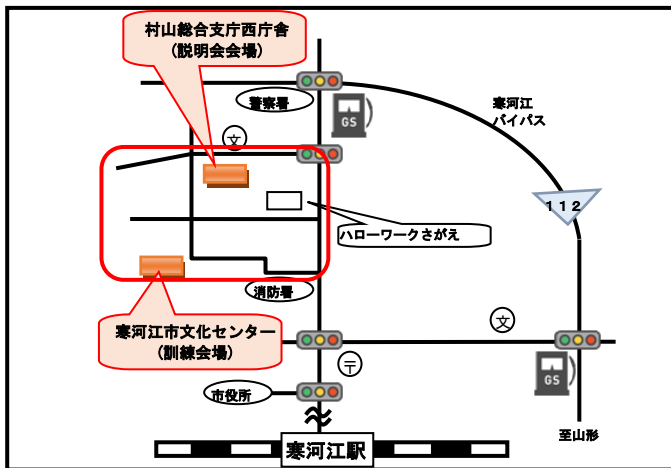 村山総合支庁西庁舎
(説明会会場)
警察署
GS
寒河江
バイパス
文
112
ハローワークさがえ
消防署
寒河江市文化センター
(訓練会場)
文
〒
GS
市役所
至山形
寒河江駅